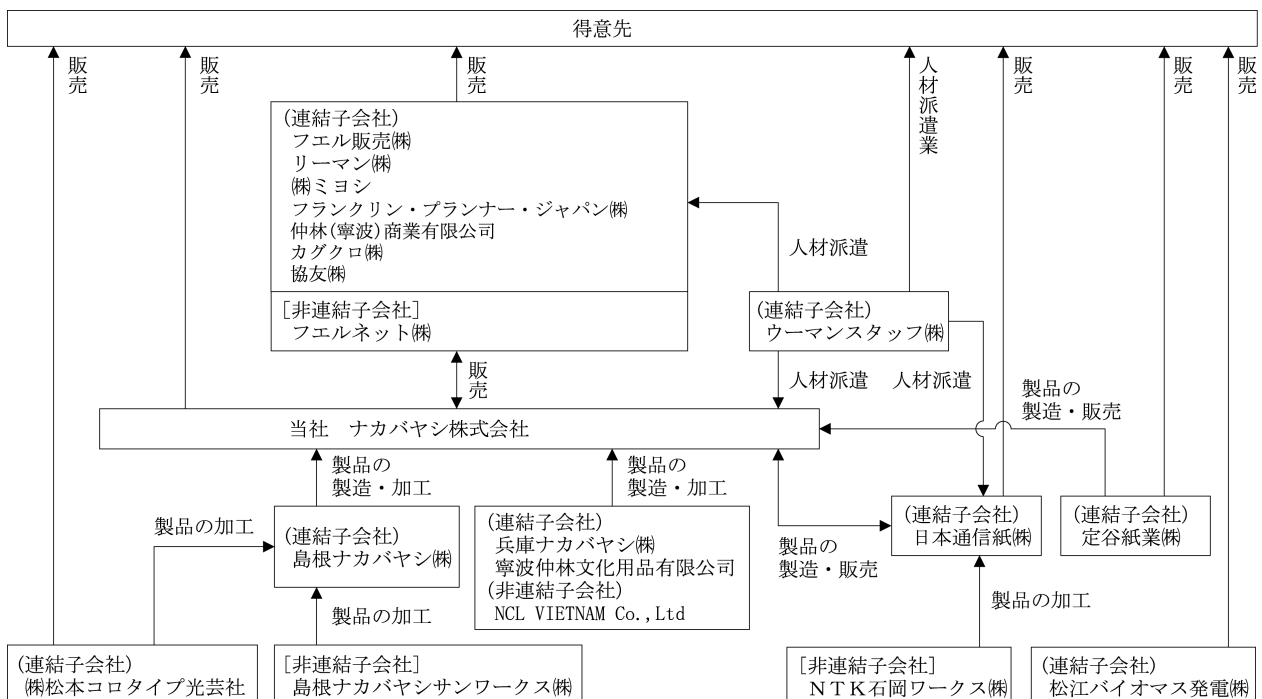 得意先
販売
販売
販売
人材派遣業
販売
販売
販売
(連結子会社)
フエル販売㈱
リーマン㈱
㈱ミヨシ
フランクリン・プランナー・ジャパン㈱
仲林(寧波)商業有限公司
カグクロ㈱
協友㈱
[非連結子会社]
フエルネット㈱
人材派遣
(連結子会社)
ウーマンスタッフ㈱
販売
人材派遣
人材派遣
製品の
製造・販売
当社 ナカバヤシ株式会社
製品の
製造・加工
製品の
製造・加工
製品の加工
(連結子会社)
島根ナカバヤシ㈱
(連結子会社)
兵庫ナカバヤシ㈱
寧波仲林文化用品有限公司
(非連結子会社)
NCL VIETNAM Co.,Ltd
製品の
製造・販売
(連結子会社)
日本通信紙㈱
(連結子会社)
定谷紙業㈱
製品の加工
製品の加工
(連結子会社)
㈱松本コロタイプ光芸社
[非連結子会社]
島根ナカバヤシサンワークス㈱
[非連結子会社]
NTK石岡ワークス㈱
(連結子会社)
松江バイオマス発電㈱